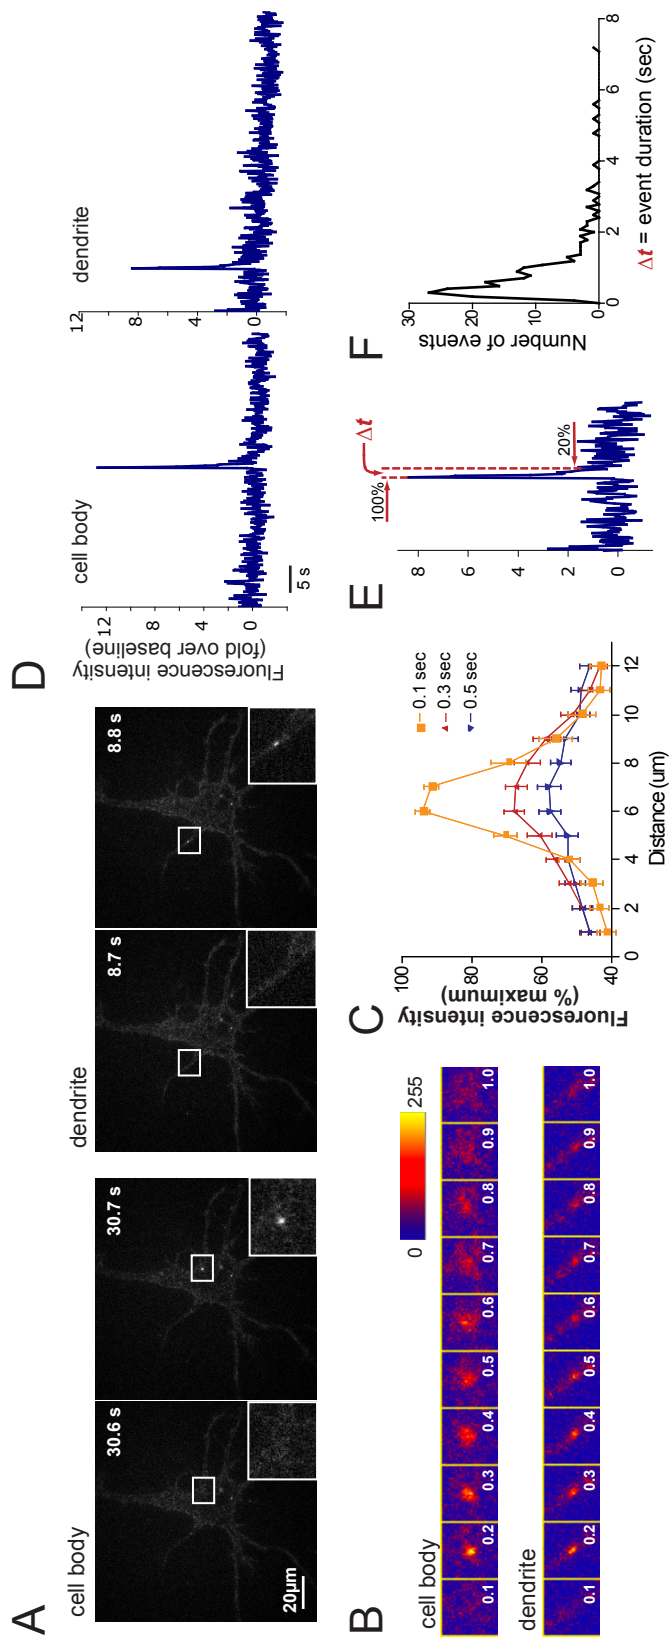 A
cell body
dendrite
30.6 s
30.7 s
8.7 s
8.8 s
20µm
B
cell body
0
255
0.1
0.2
0.3
0.4
0.5
0.6
0.7
0.8
0.9
1.0
dendrite
0.1
0.2
0.3
0.4
0.5
0.6
0.7
0.8
0.9
1.0
C
Fluorescence intensity
(% maximum)
100
80
60
40
0
2
4
6
8
10
12
Distance (um)
0.1 sec
0.3 sec
0.5 sec
D
cell body
dendrite
Fluorescence intensity
(fold over baseline)
12
8
4
0
5 s
12
8
4
0
E
8
6
4
2
0
100%
Δt
20%
F
Number of events
30
20
10
0
0
2
4
6
8
Δt = event duration (sec)